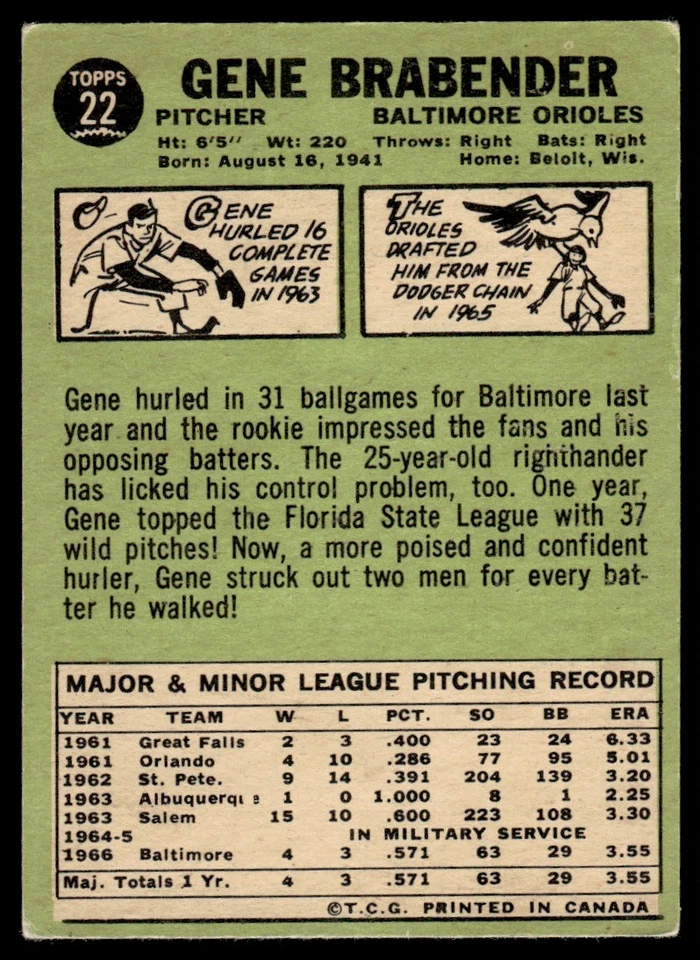 TOPPS
22
GENE BRABENDER
PITCHER BALTIMORE ORIOLES
Ht: 6'5" Wt: 220 Throws: Right Bats: Right
Born: August 16, 1941 Home: Beloit, Wis.
GENE
HURLED 16
COMPLETE
GAMES
IN 1963
THE
ORIOLES
DRAFTED
HIM FROM THE
DODGER CHAIN
IN 1965
Gene hurled in 31 ballgames for Baltimore last
year and the rookie impressed the fans and his
opposing batters. The 25-year-old righthander
has licked his control problem, too. One year,
Gene topped the Florida State League with 37
wild pitches! Now, a more poised and confident
hurler, Gene struck out two men for every bat-
ter he walked!
MAJOR & MINOR LEAGUE PITCHING RECORD
YEAR TEAM W L PCT. SO BB ERA
1961 Great Falls 2 3 .400 23 24 6.33
1961 Orlando 4 10 .286 77 95 5.01
1962 St. Pete. 9 14 .391 204 139 3.20
1963 Albuquerque 1 0 1.000 8 1 2.25
1963 Salem 15 10 .600 223 108 3.30
1964-5 IN MILITARY SERVICE
1966 Baltimore 4 3 .571 63 29 3.55
Maj. Totals 1 Yr. 4 3 .571 63 29 3.55
©T.C.G. PRINTED IN CANADA